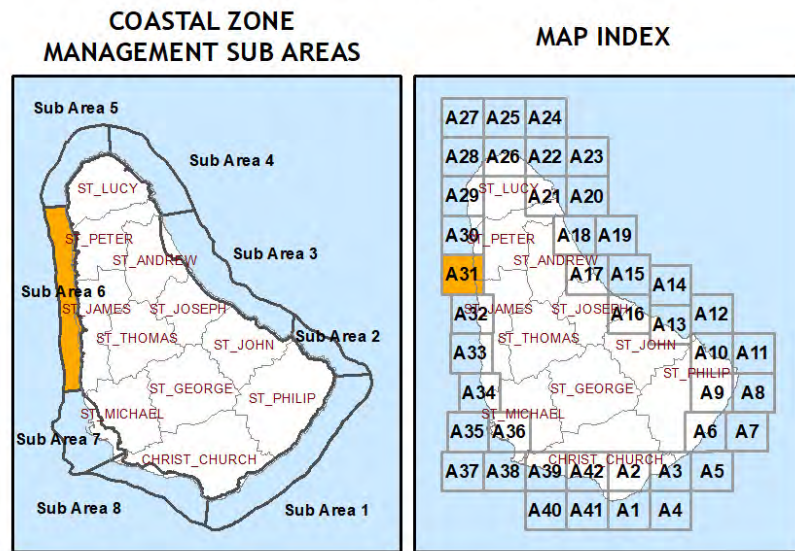 COASTAL ZONE
MANAGEMENT SUB AREAS
Sub Area 5
Sub Area 4
ST_LUCY
ST_PETER
Sub Area 3
ST_ANDREW
Sub Area 6
ST_JAMES
ST_JOSEPH
Sub Area 2
ST_THOMAS
ST_JOHN
ST_GEORGE
ST_PHILIP
ST_MICHAEL
Sub Area 7
CHRIST_CHURCH
Sub Area 8
Sub Area 1
MAP INDEX
A27 A25 A24
A28 A26 A22 A23
ST_LUCY
A29 A21 A20
A30 A18 A19
ST_PETER
ST_ANDREW
A31 A17 A15 A14
ST_JAMES ST_JOSEPH
A32 A16 A13 A12
ST_THOMAS ST_JOHN
A33 A10 A11
ST_PHILIP
ST_GEORGE
A34 A9 A8
ST_MICHAEL
A35 A36 A6 A7
CHRIST_CHURCH
A37 A38 A39 A42 A2 A3 A5
A40 A41 A1 A4